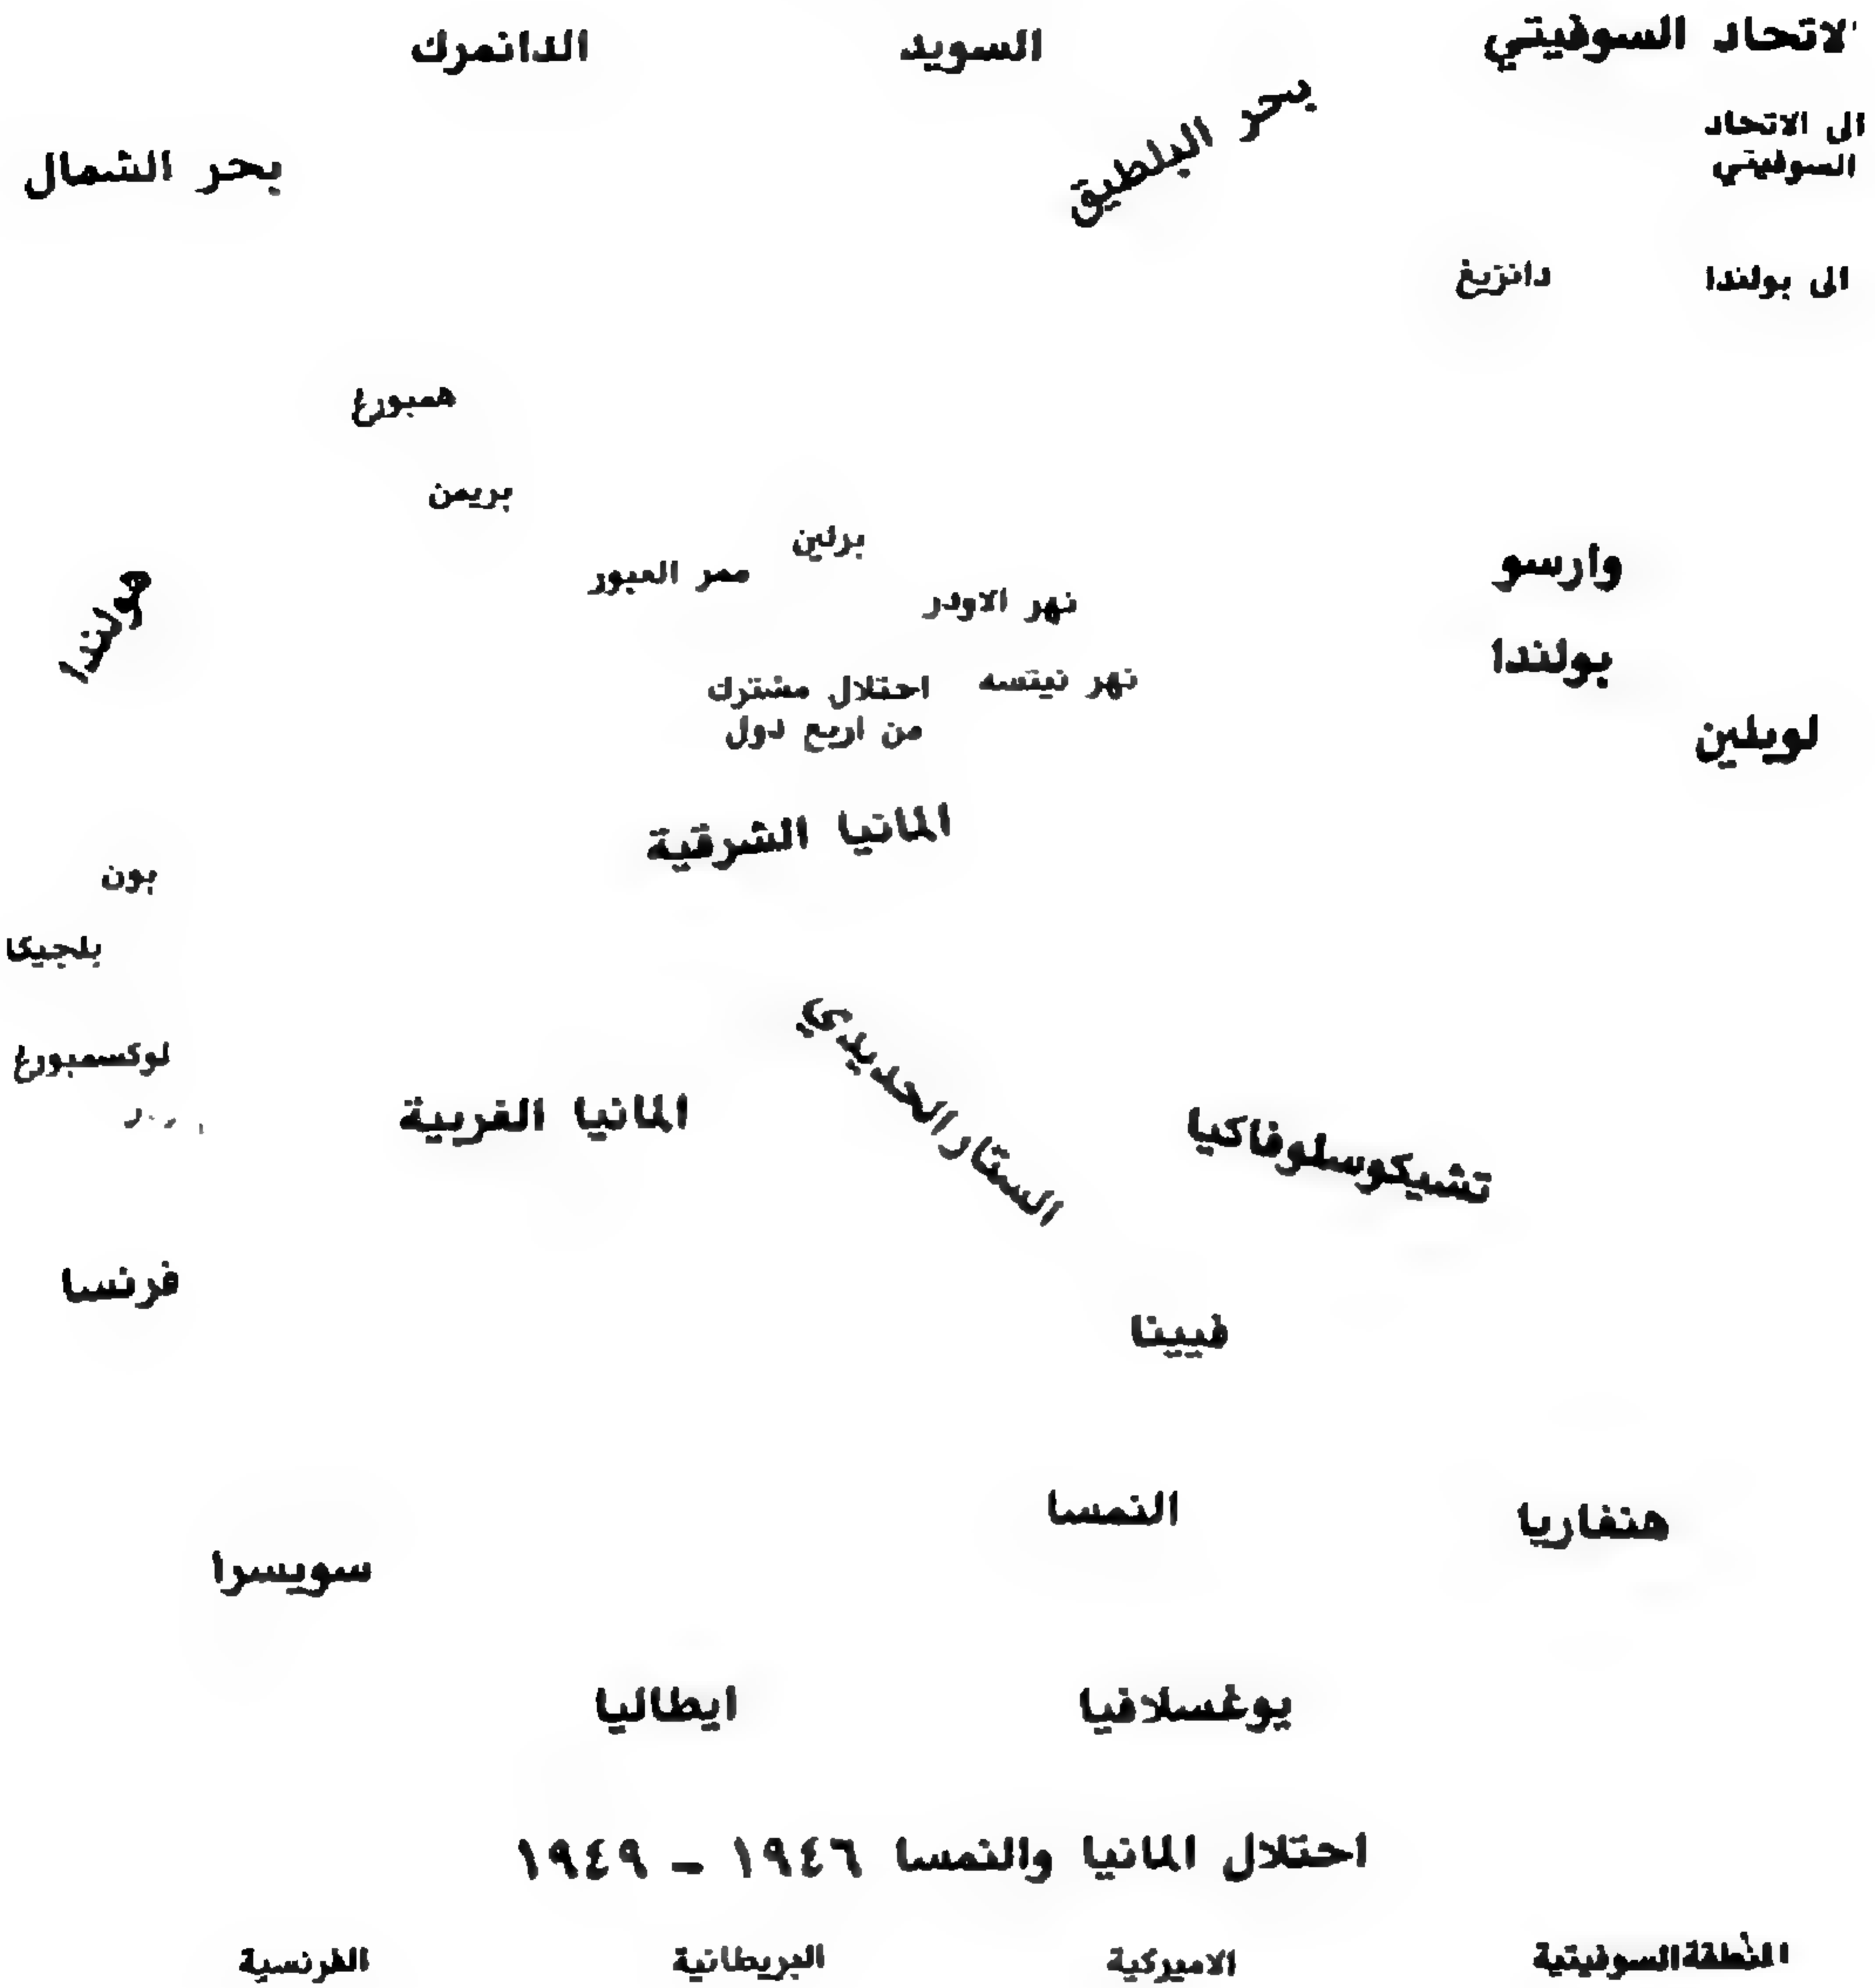 الاتحاد السوفيتي
السويد
الدانمرك
بحر البلطيق
الى الاتحاد
السوفيتي
بحر الشمال
دانزيغ
الى بولندا
همبورغ
بريمن
برلين
ممر العبور
نهر الاودر
وارسو
هولندا
بولندا
نهر نيتسه
احتلال مشترك
من اربع دول
لوبلين
المانيا الشرقية
بون
بلجيكا
الستار الحديدي
لوكسمبورغ
المانيا الغربية
تشيكوسلوفاكيا
فرنسا
فيينا
النمسا
هنغاريا
سويسرا
ايطاليا
يوغسلافيا
احتلال المانيا والنمسا ١٩٤٦ - ١٩٤٩
المنطقة السوفيتية
الاميركية
البريطانية
الفرنسية